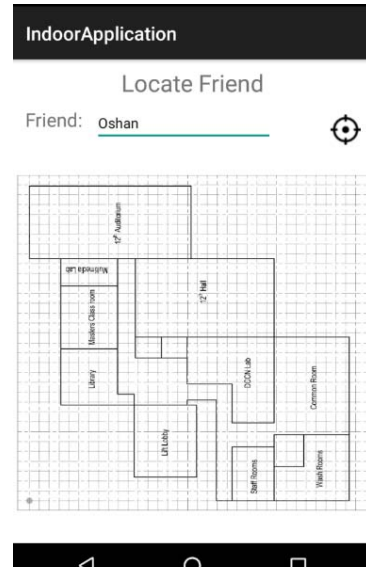 IndoorApplication
Locate Friend
Friend: Oshan
12th Auditorium
Multimedia Lab
Masters Class room
12th Hall
Library
DCCN Lab
Common Room
Lift Lobby
Staff Rooms
Wash Rooms